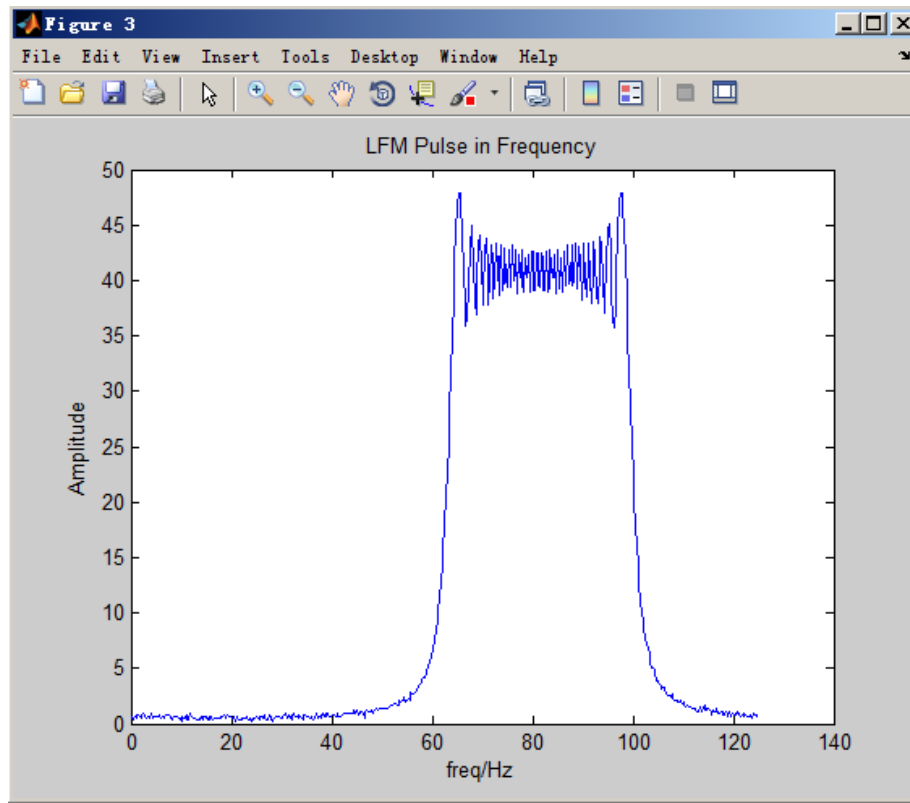 Figure 3
File Edit View Insert Tools Desktop Window Help
LFM Pulse in Frequency
50
45
40
35
30
25
20
15
10
5
0
Amplitude
0 20 40 60 80 100 120 140
freq/Hz